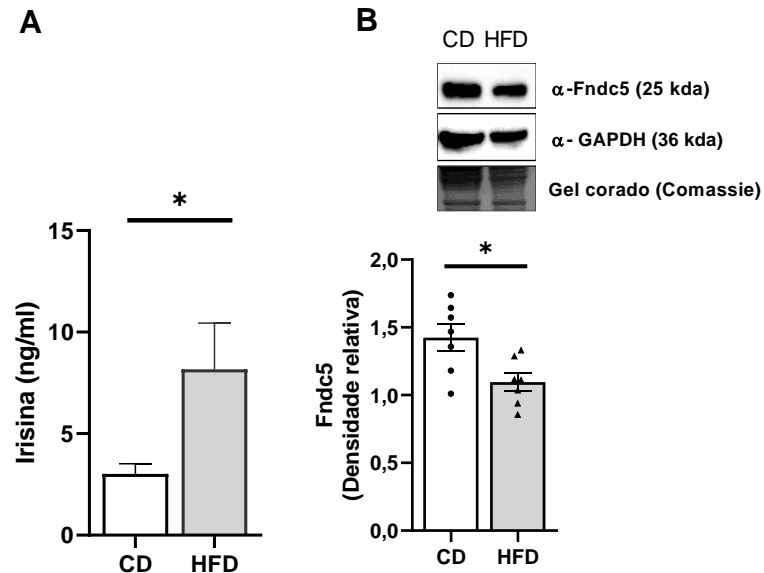 A
*
15
10
5
0
Irisina (ng/ml)
CD HFD
B
CD HFD
α-Fndc5 (25 kda)
α- GAPDH (36 kda)
Gel corado (Comassie)
*
2,0
1,5
1,0
0,5
0,0
Fndc5
(Densidade relativa)
CD HFD